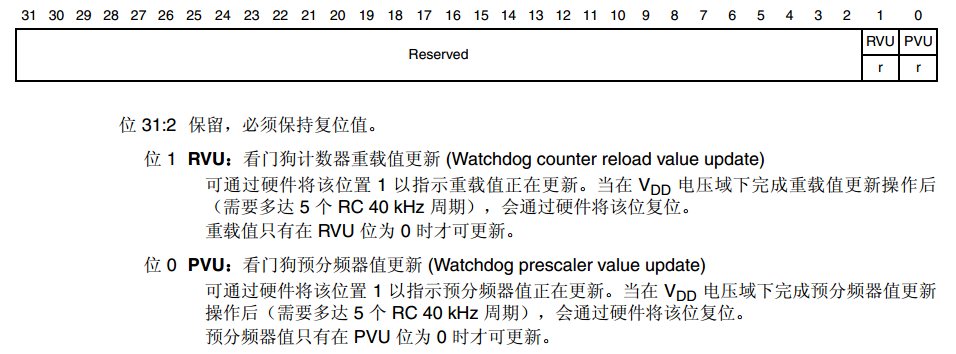 31 30 29 28 27 26 25 24 23 22 21 20 19 18 17 16 15 14 13 12 11 10 9 8 7 6 5 4 3 2 1 0
Reserved
RVU PVU
r r
位 31:2 保留，必须保持复位值。
位 1 RVU：看门狗计数器重载值更新 (Watchdog counter reload value update)
可通过硬件将该位置 1 以指示重载值正在更新。当在 VDD 电压域下完成重载值更新操作后
（需要多达 5 个 RC 40 kHz 周期），会通过硬件将该位复位。
重载值只有在 RVU 位为 0 时才可更新。
位 0 PVU：看门狗预分频器值更新 (Watchdog prescaler value update)
可通过硬件将该位置 1 以指示预分频器值正在更新。当在 VDD 电压域下完成预分频器值更新
操作后（需要多达 5 个 RC 40 kHz 周期），会通过硬件将该位复位。
预分频器值只有在 PVU 位为 0 时才可更新。